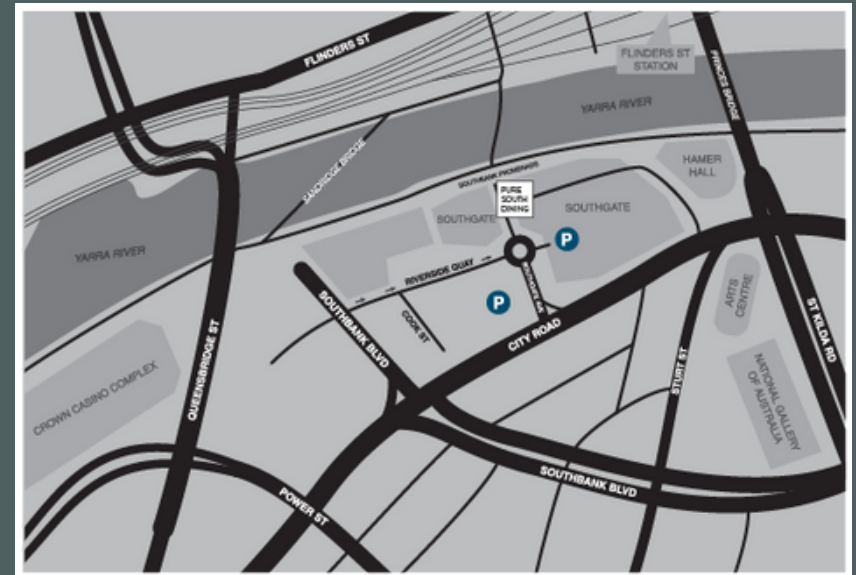 FLINDERS ST
FLINDERS ST
STATION
PRINCES BRIDGE
YARRA RIVER
SANDRIDGE BRIDGE
SOUTHBANK PROMENADE
HAMER
HALL
PURE
SOUTH
DINING
SOUTHGATE
SOUTHGATE
YARRA RIVER
P
RIVERSIDE QUAY
SOUTHGATE AVE
P
SOUTHBANK BLVD
COOK ST
CITY ROAD
ARTS
CENTRE
ST KILDA RD
QUEENSBRIDGE ST
STURT ST
NATIONAL GALLERY
OF AUSTRALIA
CROWN CASINO COMPLEX
SOUTHBANK BLVD
POWER ST